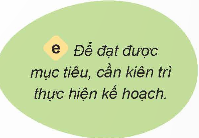 e Để đạt được
mục tiêu, cần kiên trì
thực hiện kế hoạch.